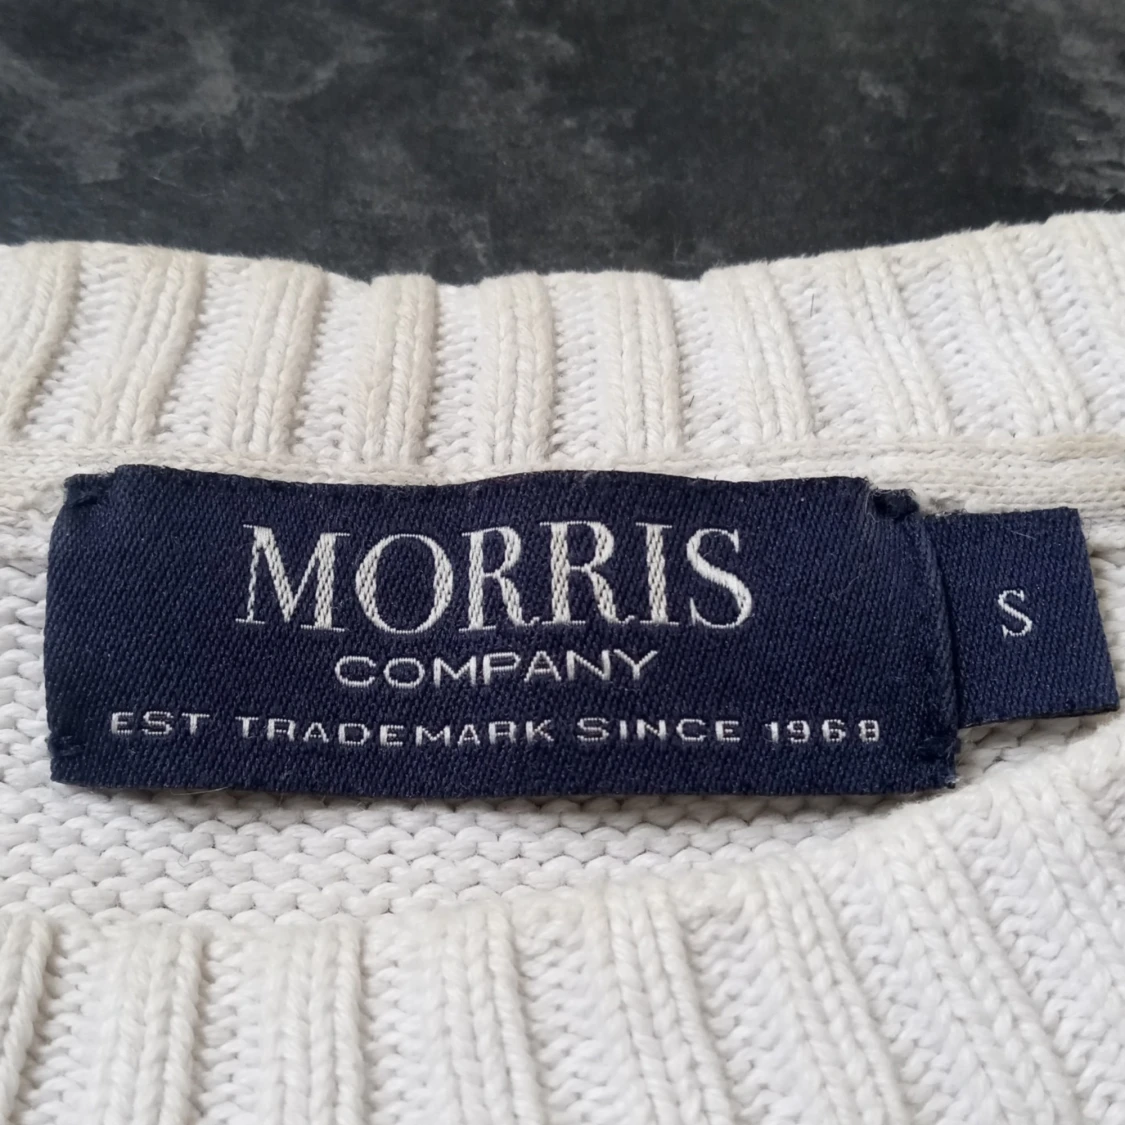 MORRIS
COMPANY
EST TRADEMARK SINCE 1968
S